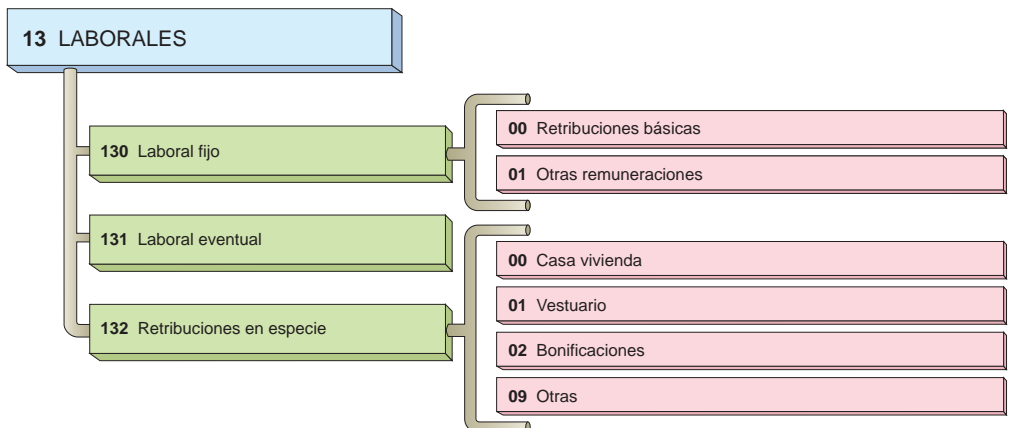 13 LABORALES
130 Laboral fijo
00 Retribuciones básicas
01 Otras remuneraciones
131 Laboral eventual
132 Retribuciones en especie
00 Casa vivienda
01 Vestuario
02 Bonificaciones
09 Otras